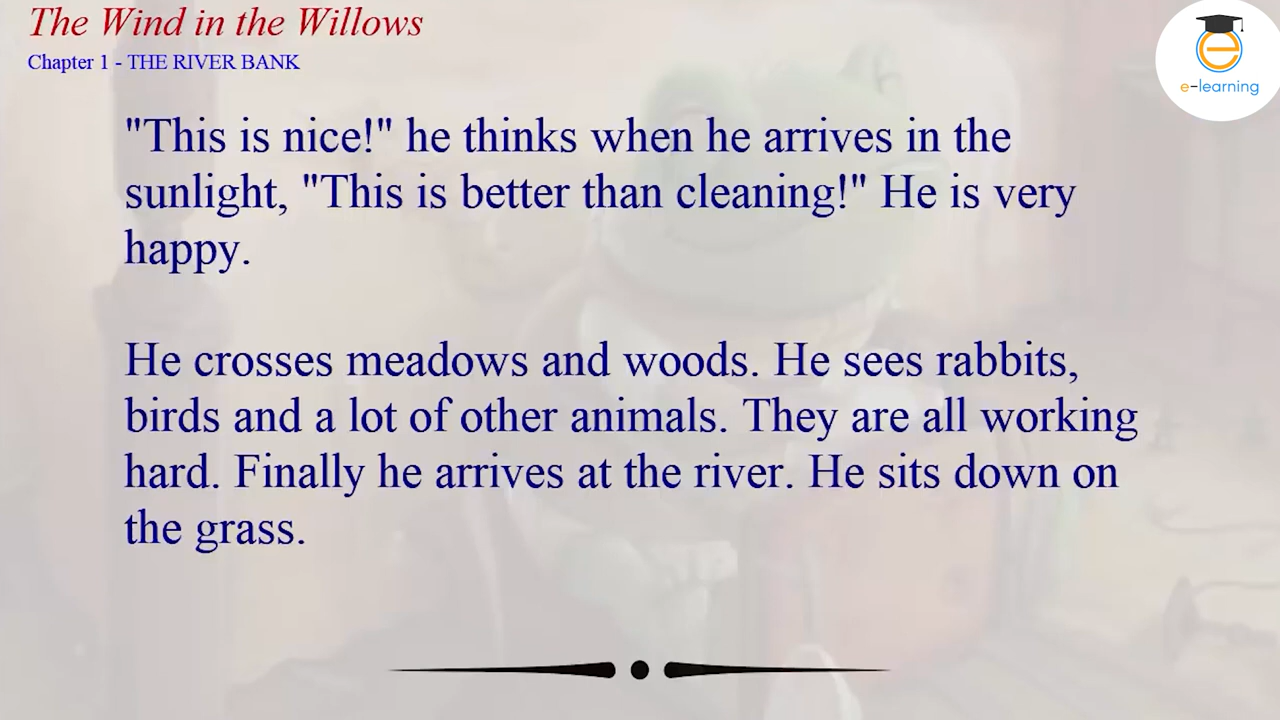 The Wind in the Willows
Chapter 1 - THE RIVER BANK
e-learning
"This is nice!" he thinks when he arrives in the
sunlight, "This is better than cleaning!" He is very
happy.
He crosses meadows and woods. He sees rabbits,
birds and a lot of other animals. They are all working
hard. Finally he arrives at the river. He sits down on
the grass.